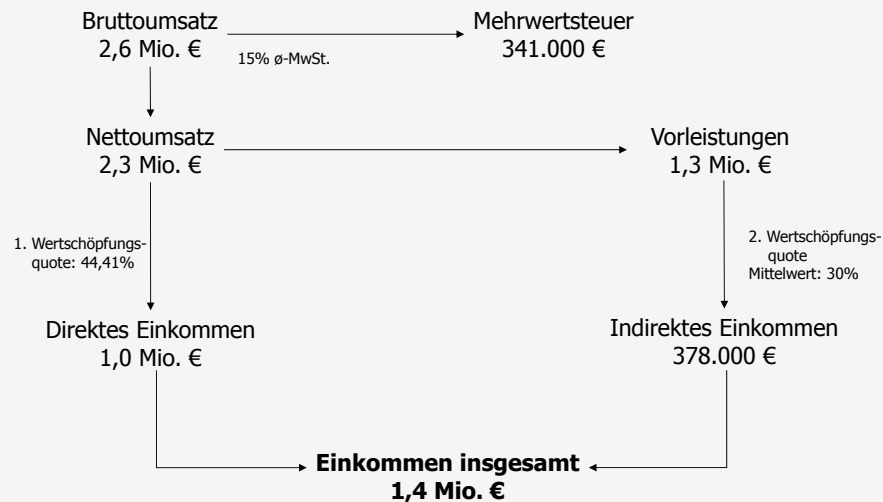 Bruttoumsatz
2,6 Mio. €
15% ø-MwSt.
Mehrwertsteuer
341.000 €
Nettoumsatz
2,3 Mio. €
Vorleistungen
1,3 Mio. €
1. Wertschöpfungs-
quote: 44,41%
2. Wertschöpfungs-
quote
Mittelwert: 30%
Direktes Einkommen
1,0 Mio. €
Indirektes Einkommen
378.000 €
Einkommen insgesamt
1,4 Mio. €